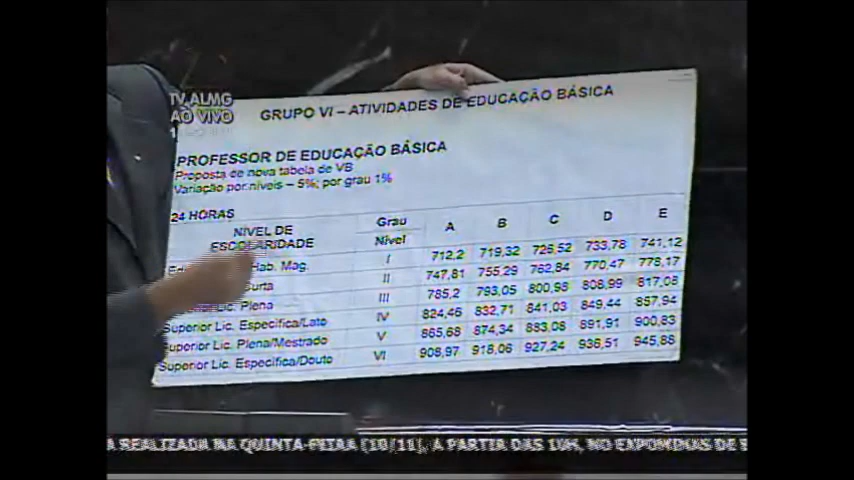 TV ALMG
AO VIVO
GRUPO VI – ATIVIDADES DE EDUCAÇÃO BÁSICA
PROFESSOR DE EDUCAÇÃO BÁSICA
Proposta de nova tabela de VB
Variação por níveis – 5%; por grau 1%
24 HORAS
NÍVEL DE ESCOLARIDADE Grau Nível A B C D E
Hab. Mag. I 712,2 719,32 726,52 733,78 741,12
Curta II 747,81 755,29 762,84 770,47 778,17
Lic. Plena III 785,2 793,05 800,98 808,99 817,08
Superior Lic. Específica/Lato IV 824,46 832,71 841,03 849,44 857,94
Superior Lic. Plena/Mestrado V 865,68 874,34 883,08 891,91 900,83
Superior Lic. Específica/Douto VI 908,97 918,06 927,24 936,51 945,88
A REALIZADA NA QUINTA-FEIRA (10/11), A PARTIR DAS 10H, NO EXPOMINAS DE